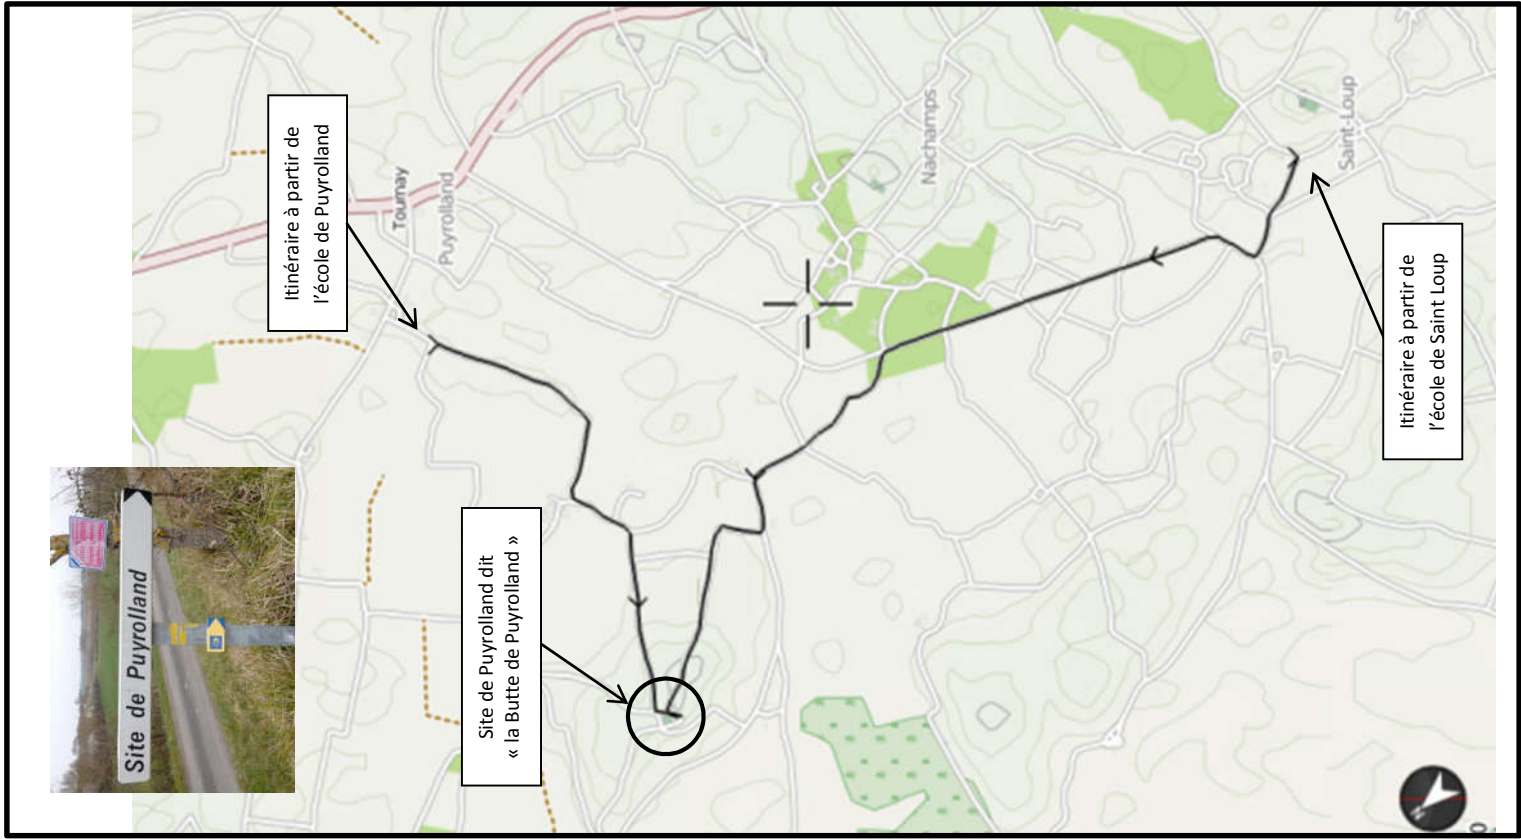 Itinéraire à partir de
l'école de Puyrolland
Tournay
Puyrolland
Nachamps
Saint-Loup
Itinéraire à partir de
l'école de Saint Loup
Site de Puyrolland dit
« la Butte de Puyrolland »
Site de Puyrolland